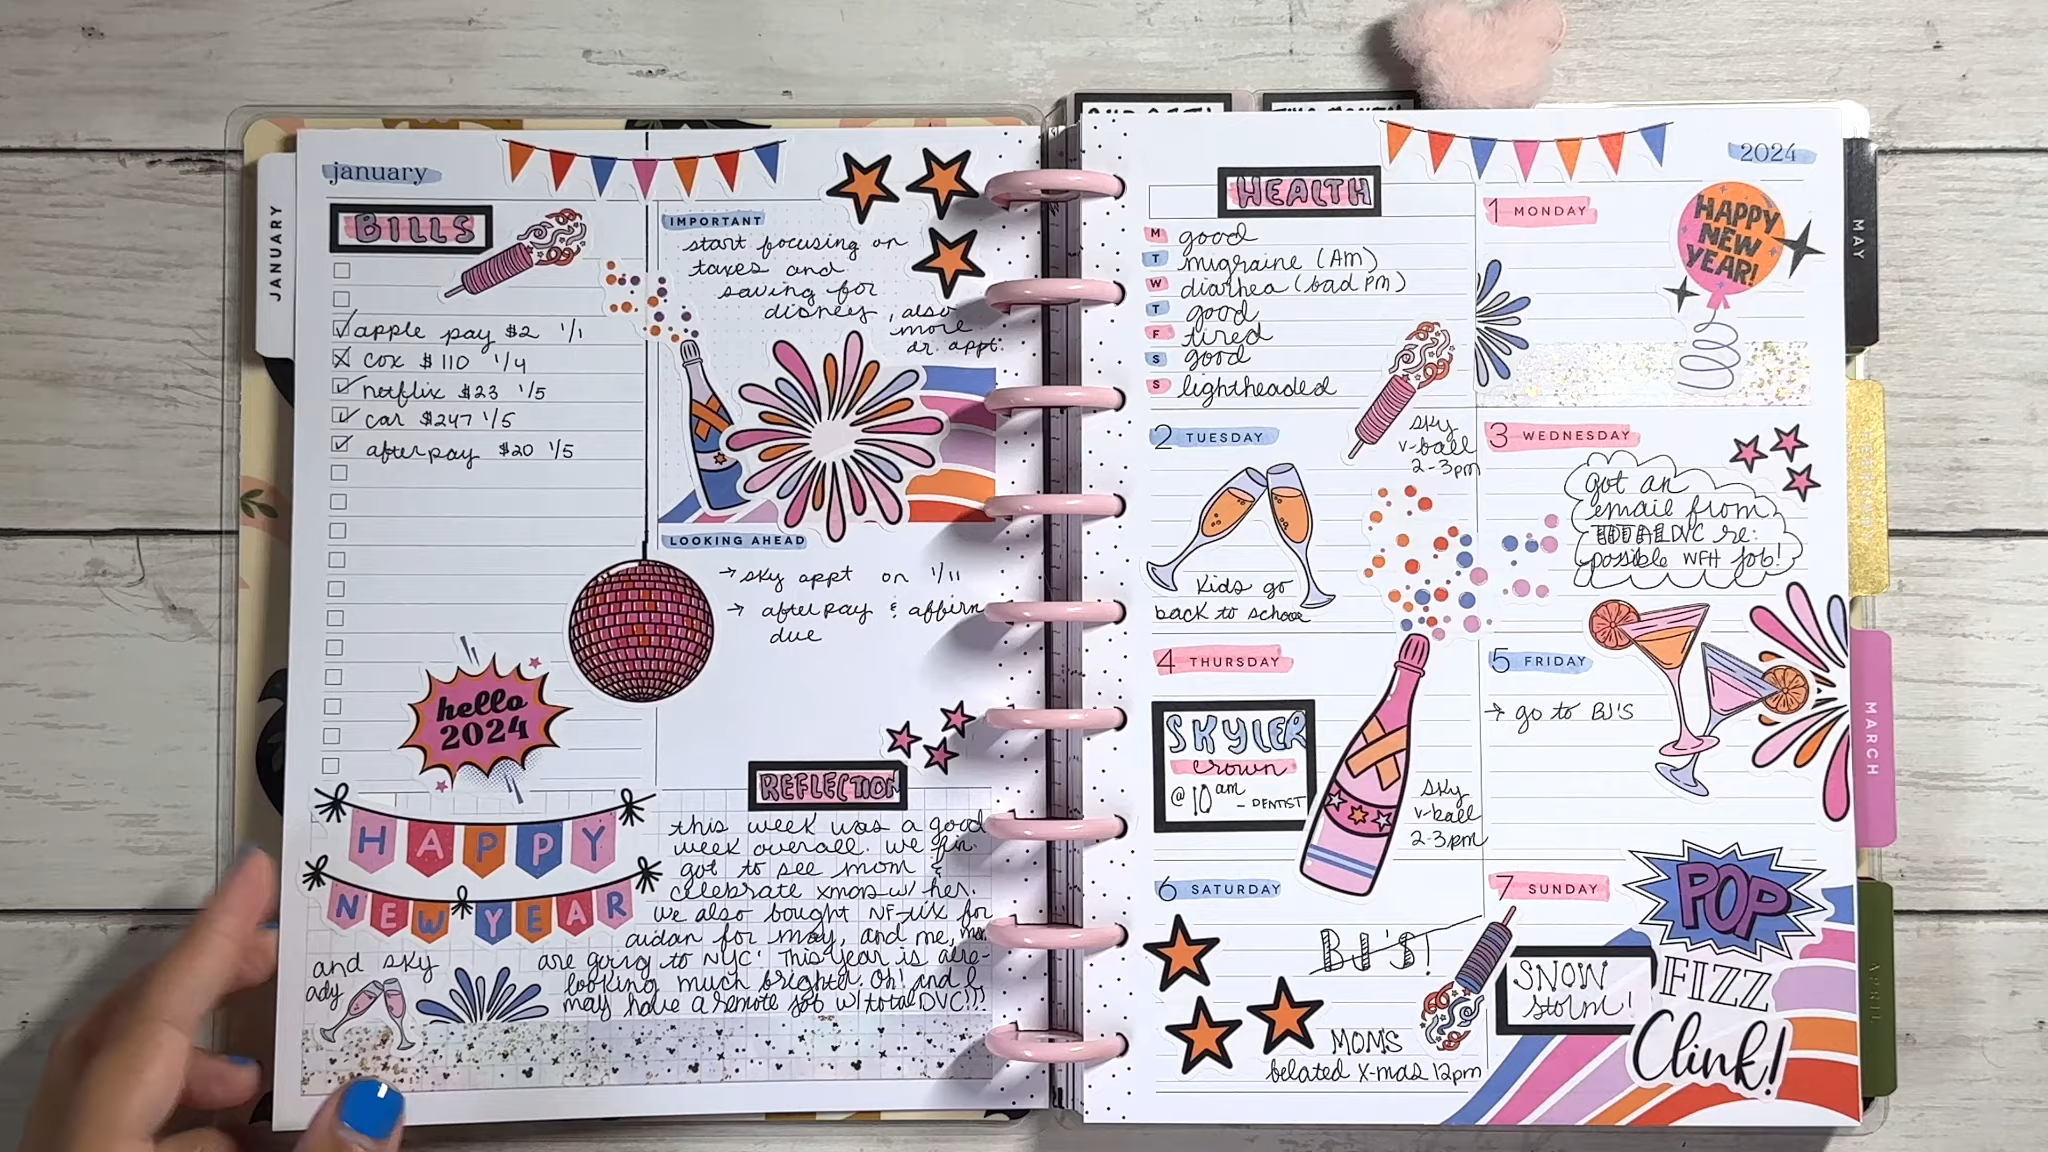 january
BILLS
apple pay $2 1/1
cox $110 1/4
netflix $23 1/5
car $247 1/5
afterpay $20 1/5
hello
2024
HAPPY
NEW YEAR
IMPORTANT
start focusing on
taxes and
saving for
disney, also
more
dr. appt.
LOOKING AHEAD
→ sky appt on 1/11
→ afterpay & affirm
due
REFLECTION
this week was a good
week overall. we fin
got to see mom &
celebrate xmas w/ her.
we also bought NF-tix for
aidan for may, and me, ma,
and sky
are going to NYC! This year is alre-
ady
looking much brighter. Oh! and I
may have a remote job w/ total DVC!!!
JANUARY
HEALTH
M good
T migraine (AM)
W diarhea (bad pm)
T good
F tired
S good
S lightheaded
2024
1 MONDAY
HAPPY
NEW
YEAR!
2 TUESDAY
sky
v-ball
2-3pm
Kids go
back to school
3 WEDNESDAY
got an
email from
DVC re:
possible WFH job!
4 THURSDAY
SKYLER
crown
@ 10 am
- DENTIST
sky
v-ball
2-3pm
5 FRIDAY
→ go to BJ'S
6 SATURDAY
BJ'S!
MOM'S
belated X-mas 12pm
7 SUNDAY
SNOW
storm!
POP
FIZZ
Clink!
MAY
MARCH
APRIL